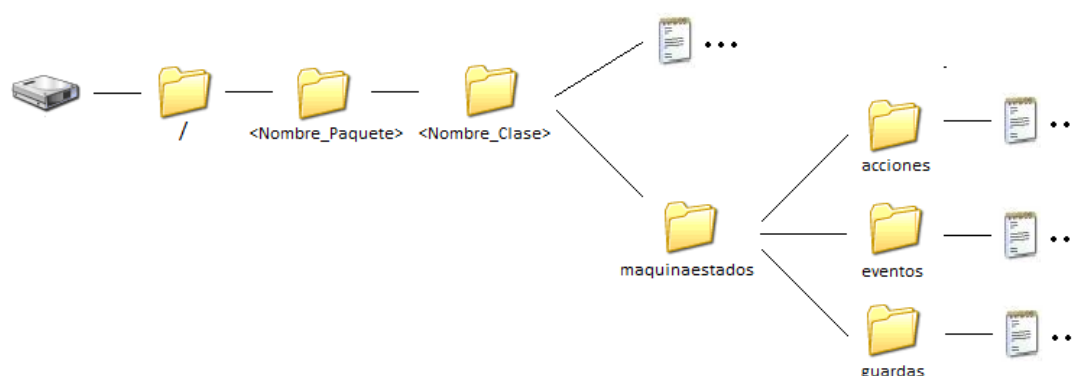 /
<Nombre_Paquete>
<Nombre_Clase>
...
acciones
maquinaestados
eventos
guardas